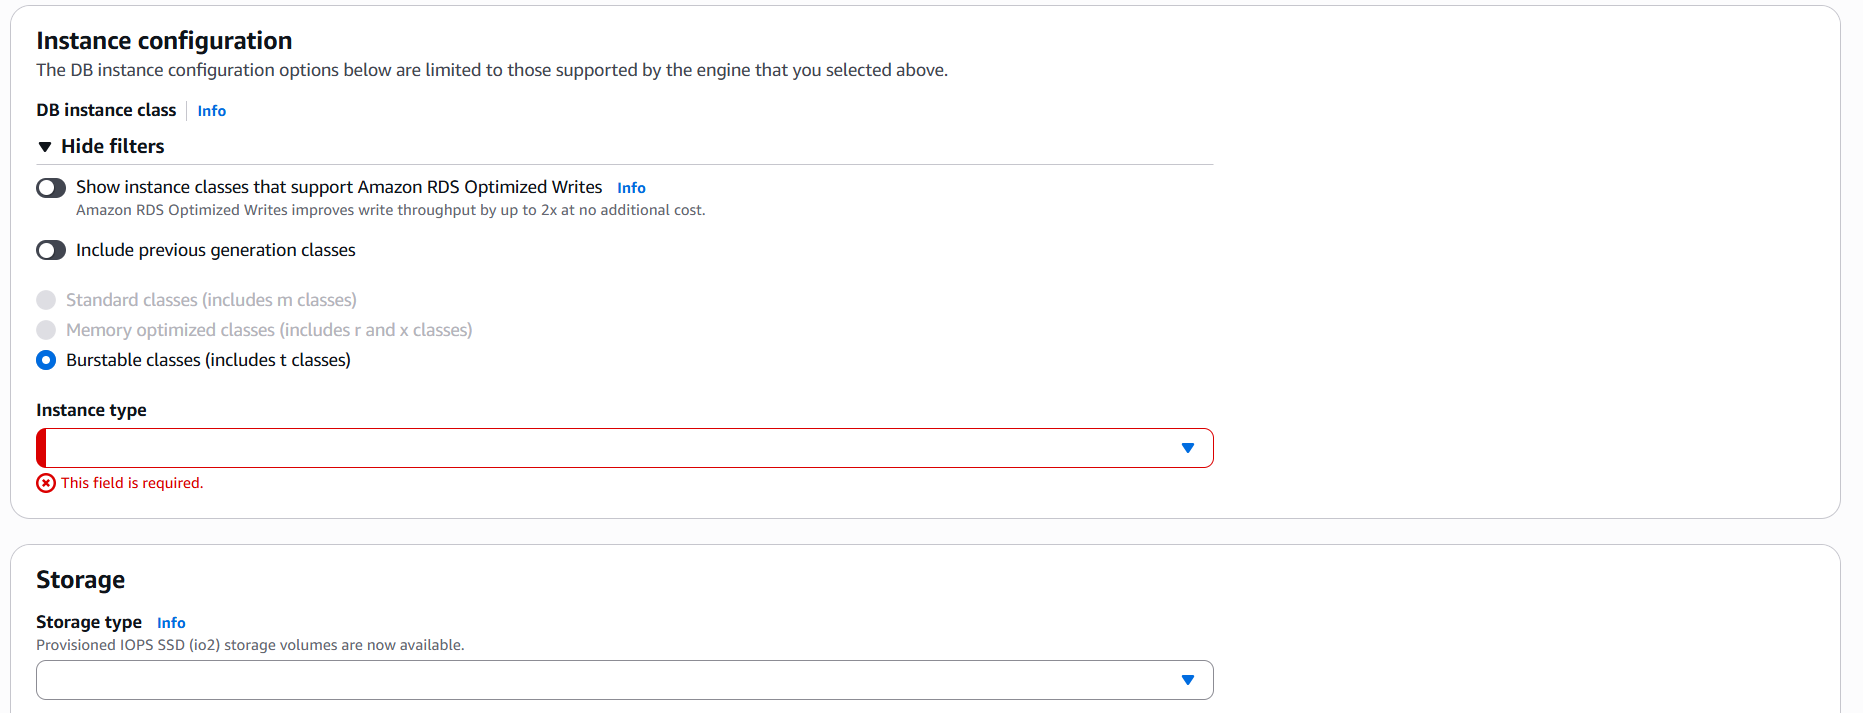 Instance configuration
The DB instance configuration options below are limited to those supported by the engine that you selected above.
DB instance class Info
Hide filters
Show instance classes that support Amazon RDS Optimized Writes Info
Amazon RDS Optimized Writes improves write throughput by up to 2x at no additional cost.
Include previous generation classes
Standard classes (includes m classes)
Memory optimized classes (includes r and x classes)
Burstable classes (includes t classes)
Instance type
This field is required.
Storage
Storage type Info
Provisioned IOPS SSD (io2) storage volumes are now available.